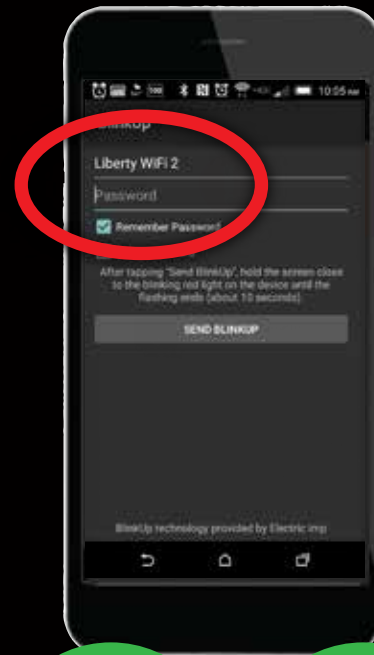 10:05 AM
BlinkUp
Liberty WiFi 2
Password
Remember Password
After tapping "Send BlinkUp", hold the screen close
to the blinking red light on the device until the
flashing ends (about 10 seconds).
SEND BLINKUP
BlinkUp technology provided by Electric Imp